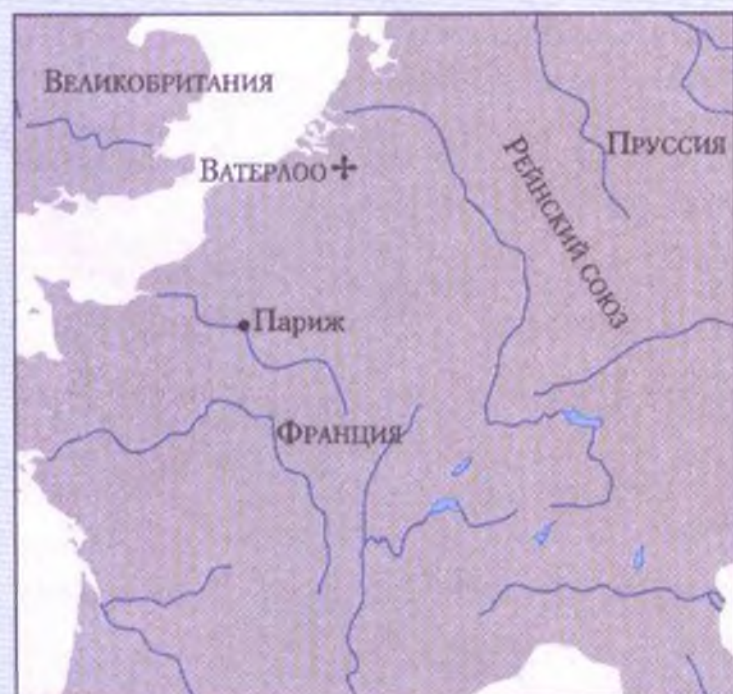 ВЕЛИКОБРИТАНИЯ
ПРУССИЯ
ВАТЕРЛОО
РЕЙНСКИЙ СОЮЗ
ПАРИЖ
ФРАНЦИЯ